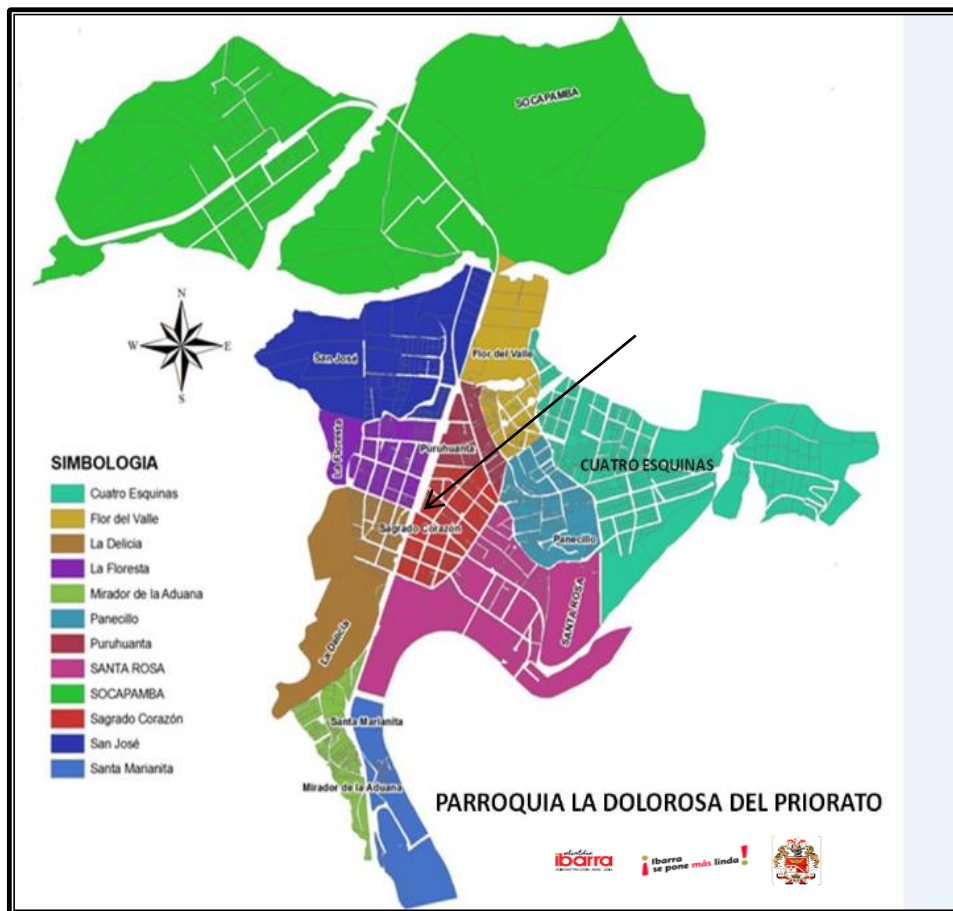 SOCAPAMBA
N
W
E
S
San José
Flor del Valle
La Floresta
Puruhuanta
CUATRO ESQUINAS
Sagrado Corazón
Panecillo
SANTA ROSA
La Delicia
Santa Marianita
Mirador de la Aduana
SIMBOLOGIA
Cuatro Esquinas
Flor del Valle
La Delicia
La Floresta
Mirador de la Aduana
Panecillo
Puruhuanta
SANTA ROSA
SOCAPAMBA
Sagrado Corazón
San José
Santa Marianita
PARROQUIA LA DOLOROSA DEL PRIORATO
alcaldía
ibarra
¡Ibarra
se pone más linda!